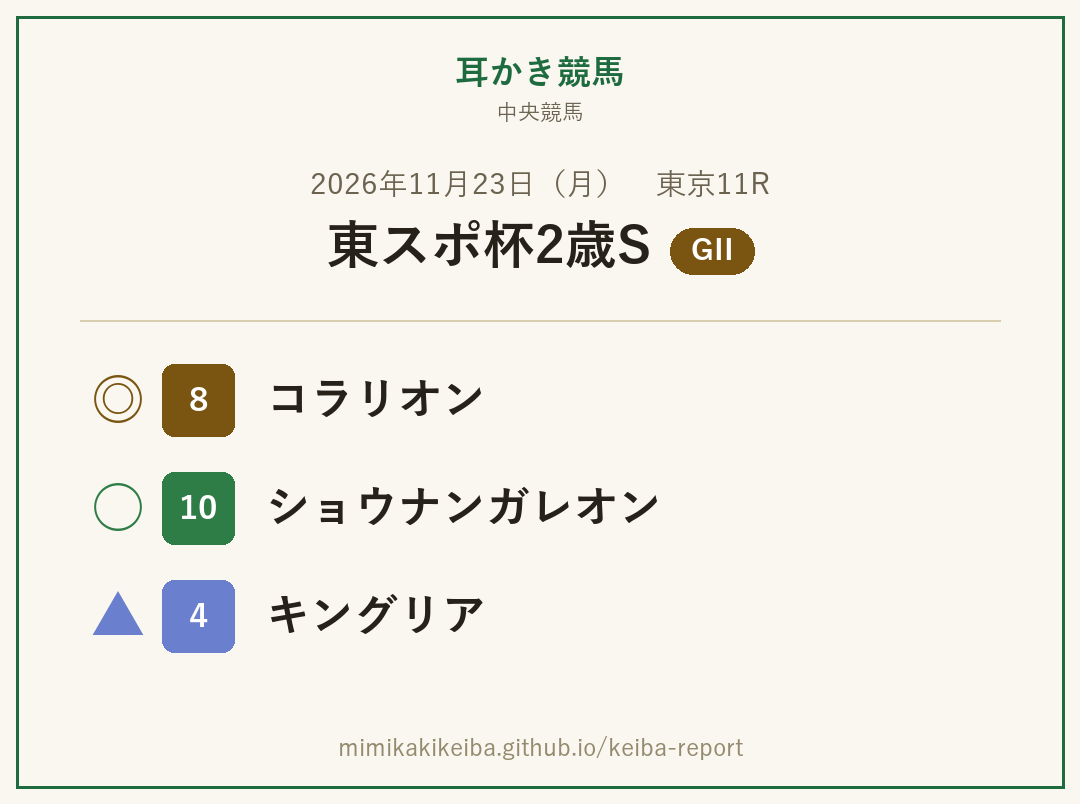 耳かき競馬
中央競馬
2026年11月23日（月）　東京11R
東スポ杯2歳S GII
◎ 8 コラリオン
○ 10 ショウナンガレオン
▲ 4 キングリア
mimikakikeiba.github.io/keiba-report